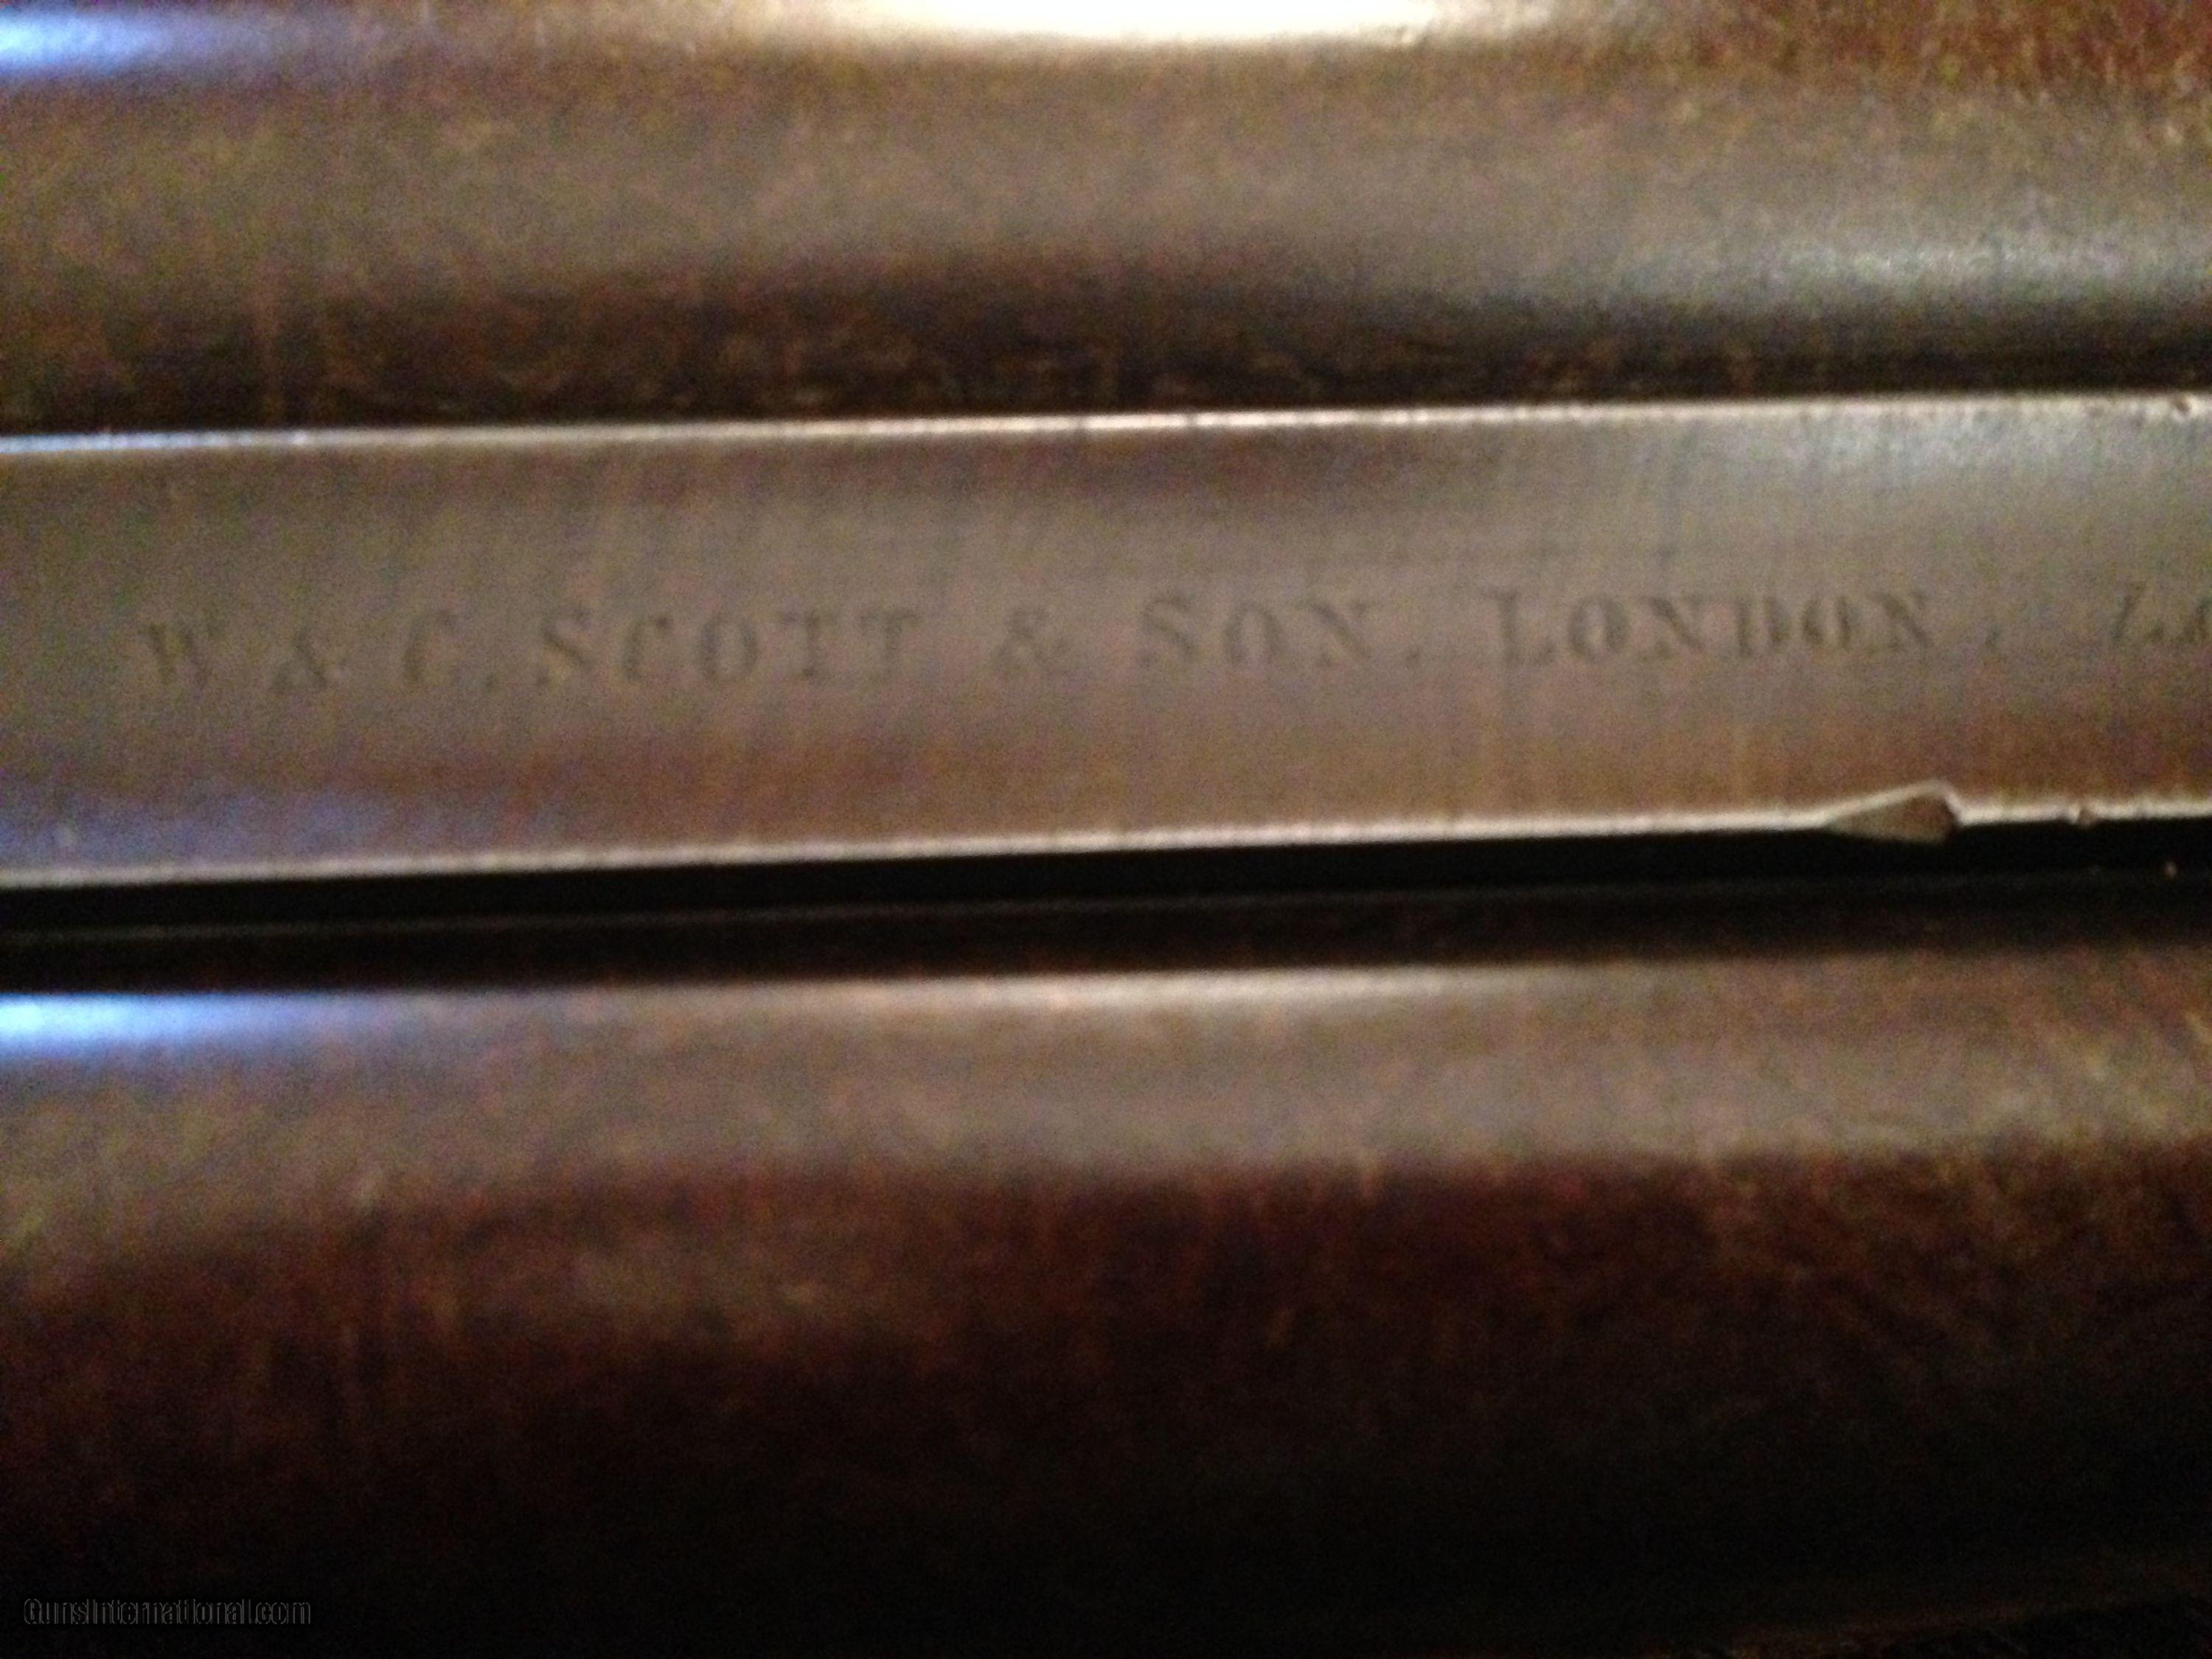 W & C. SCOTT & SON. LONDON.
GunsInternational.com